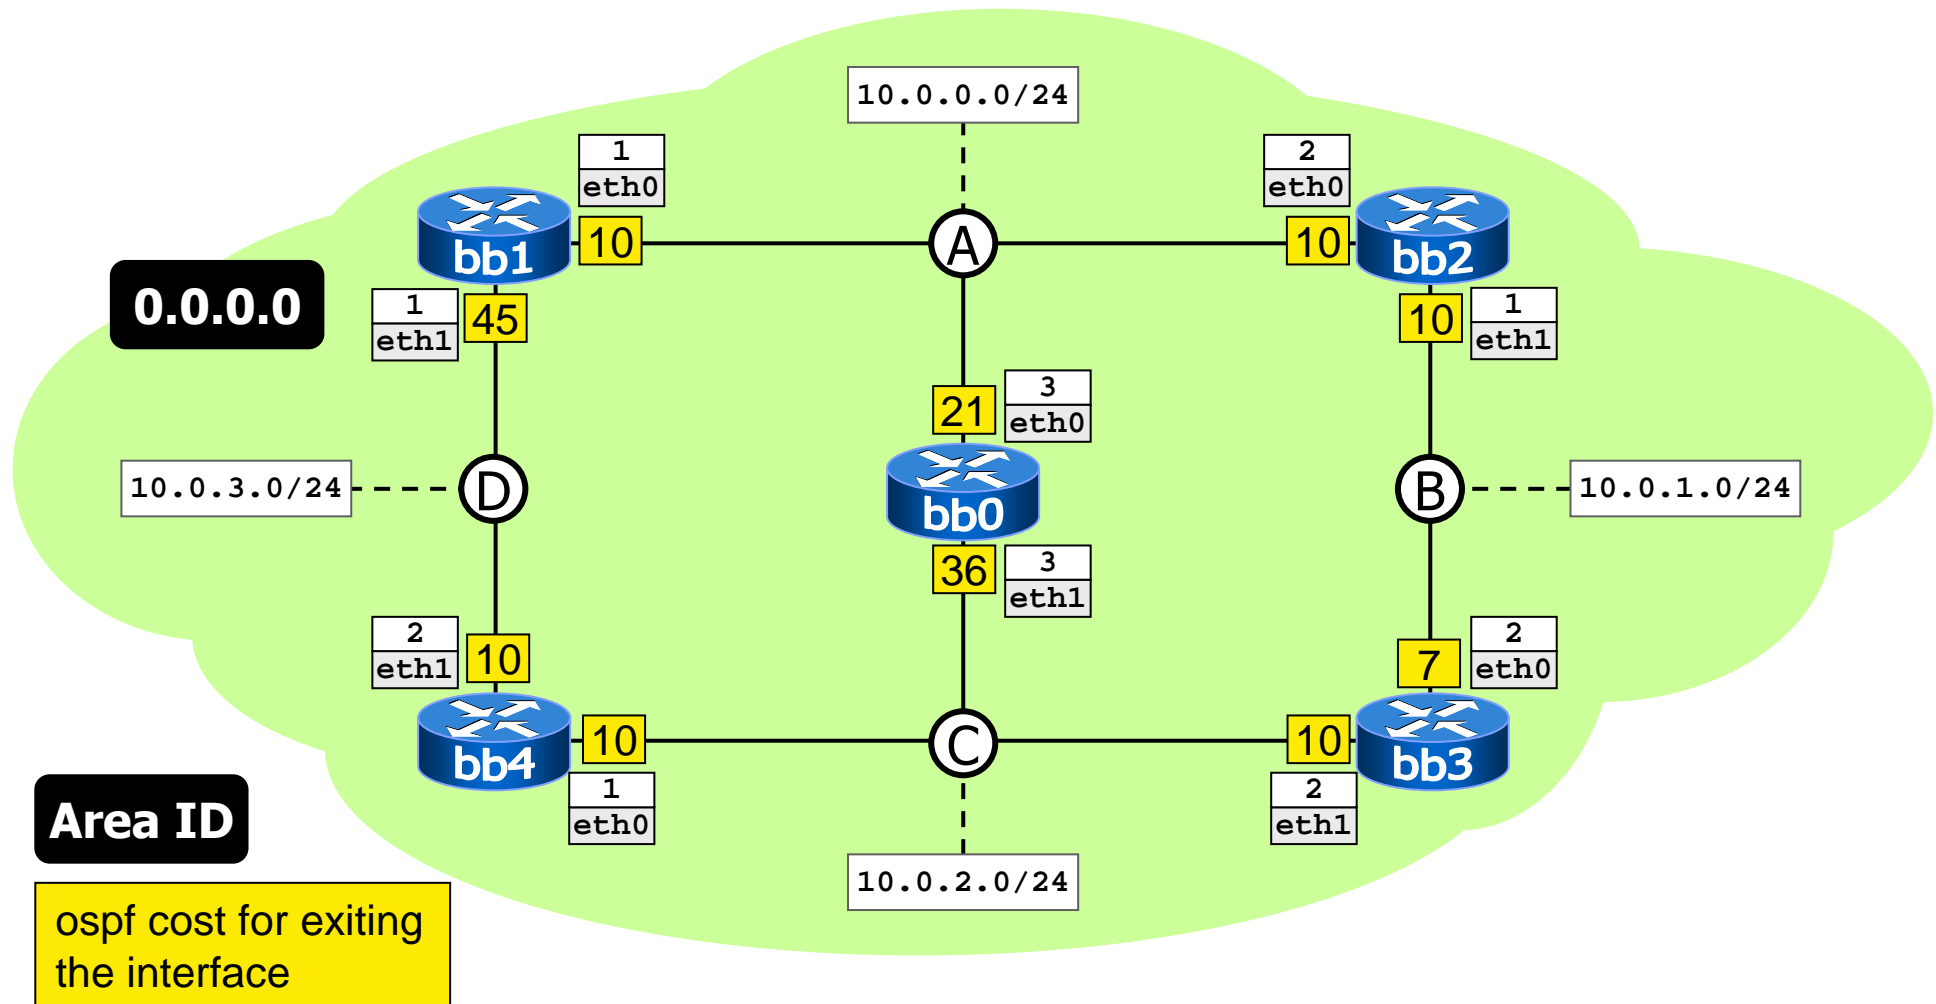 10.0.0.0/24
1
eth0
2
eth0
bb1
10
A
10
bb2
0.0.0.0
1
eth1
45
10
1
eth1
21
3
eth0
10.0.3.0/24
D
bb0
B
10.0.1.0/24
36
3
eth1
2
eth1
10
7
2
eth0
bb4
10
C
10
bb3
1
eth0
2
eth1
Area ID
10.0.2.0/24
ospf cost for exiting
the interface